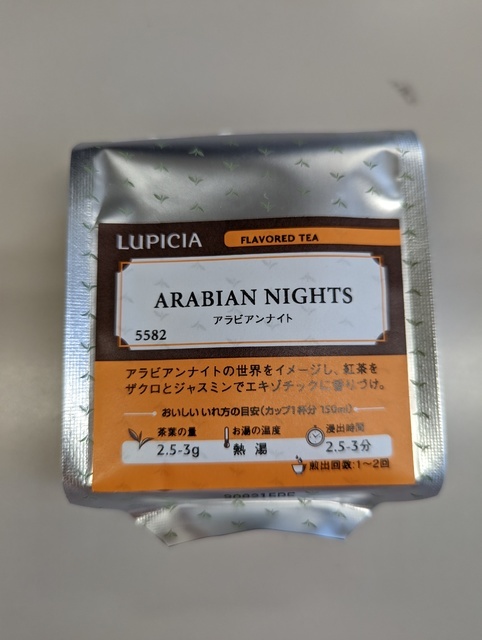 LUPICIA
FLAVORED TEA
ARABIAN NIGHTS
アラビアンナイト
5582
アラビアンナイトの世界をイメージし、紅茶を
ザクロとジャスミンでエキゾチックに香りづけ。
おいしいいれ方の目安(カップ1杯分 150ml)
茶葉の量 お湯の温度 浸出時間
2.5-3g 熱湯 2.5-3分
煎出回数:1～2回